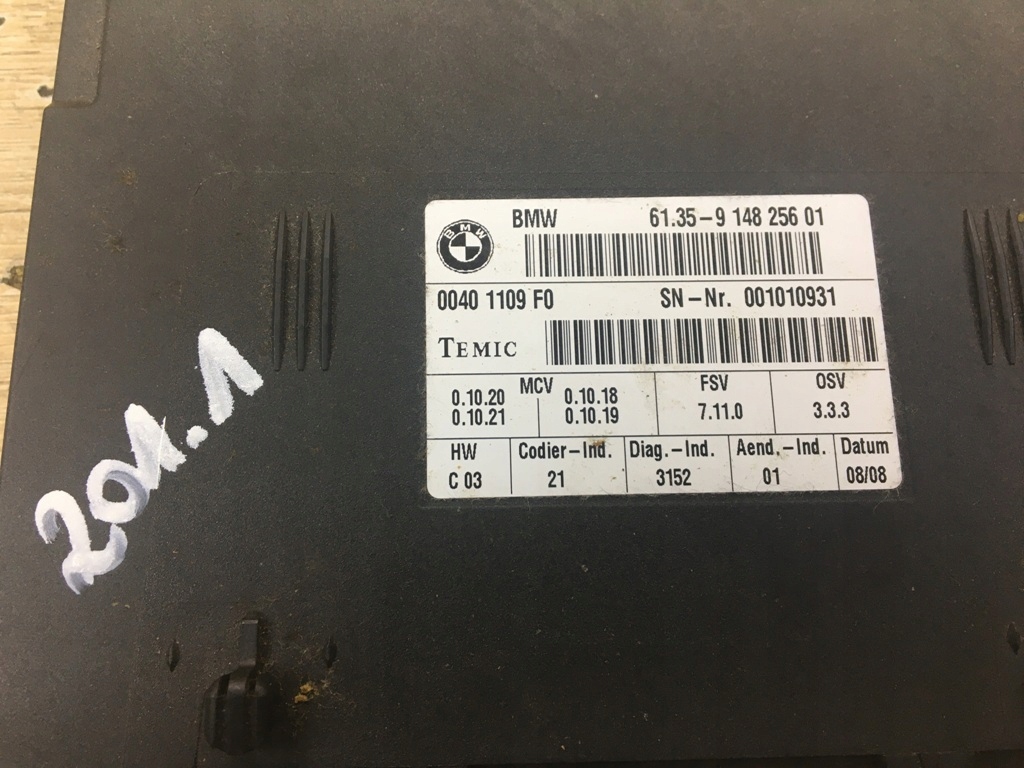 BMW 61.35-9 148 256 01
BMW
0040 1109 F0 SN-Nr. 001010931
TEMIC
MCV FSV OSV
0.10.20 0.10.18 7.11.0 3.3.3
0.10.21 0.10.19
HW Codier-Ind. Diag.-Ind. Aend.-Ind. Datum
C 03 21 3152 01 08/08
201.1